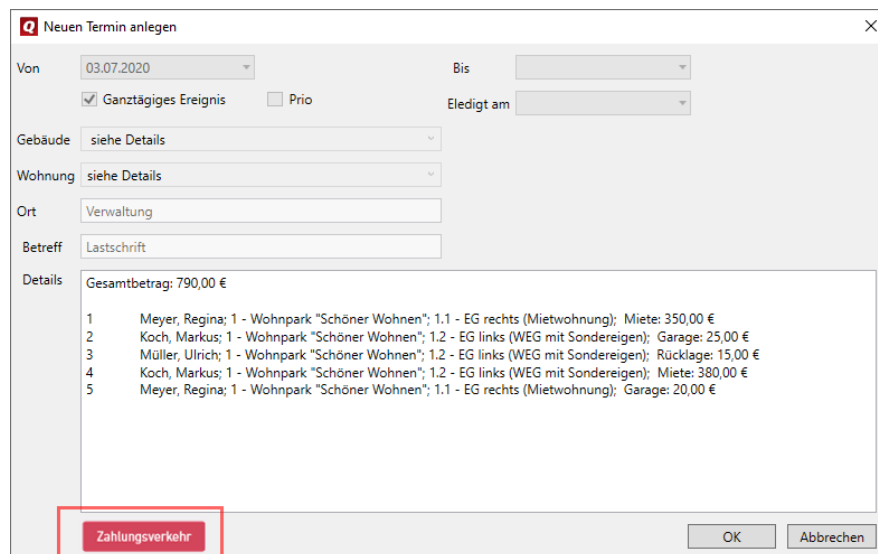 Q Neuen Termin anlegen
Von 03.07.2020 Bis
Ganztägiges Ereignis Prio Eledigt am
Gebäude siehe Details
Wohnung siehe Details
Ort Verwaltung
Betreff Lastschrift
Details Gesamtbetrag: 790,00 €
1 Meyer, Regina; 1 - Wohnpark "Schöner Wohnen"; 1.1 - EG rechts (Mietwohnung); Miete: 350,00 €
2 Koch, Markus; 1 - Wohnpark "Schöner Wohnen"; 1.2 - EG links (WEG mit Sondereigen); Garage: 25,00 €
3 Müller, Ulrich; 1 - Wohnpark "Schöner Wohnen"; 1.2 - EG links (WEG mit Sondereigen); Rücklage: 15,00 €
4 Koch, Markus; 1 - Wohnpark "Schöner Wohnen"; 1.2 - EG links (WEG mit Sondereigen); Miete: 380,00 €
5 Meyer, Regina; 1 - Wohnpark "Schöner Wohnen"; 1.1 - EG rechts (Mietwohnung); Garage: 20,00 €
Zahlungsverkehr OK Abbrechen